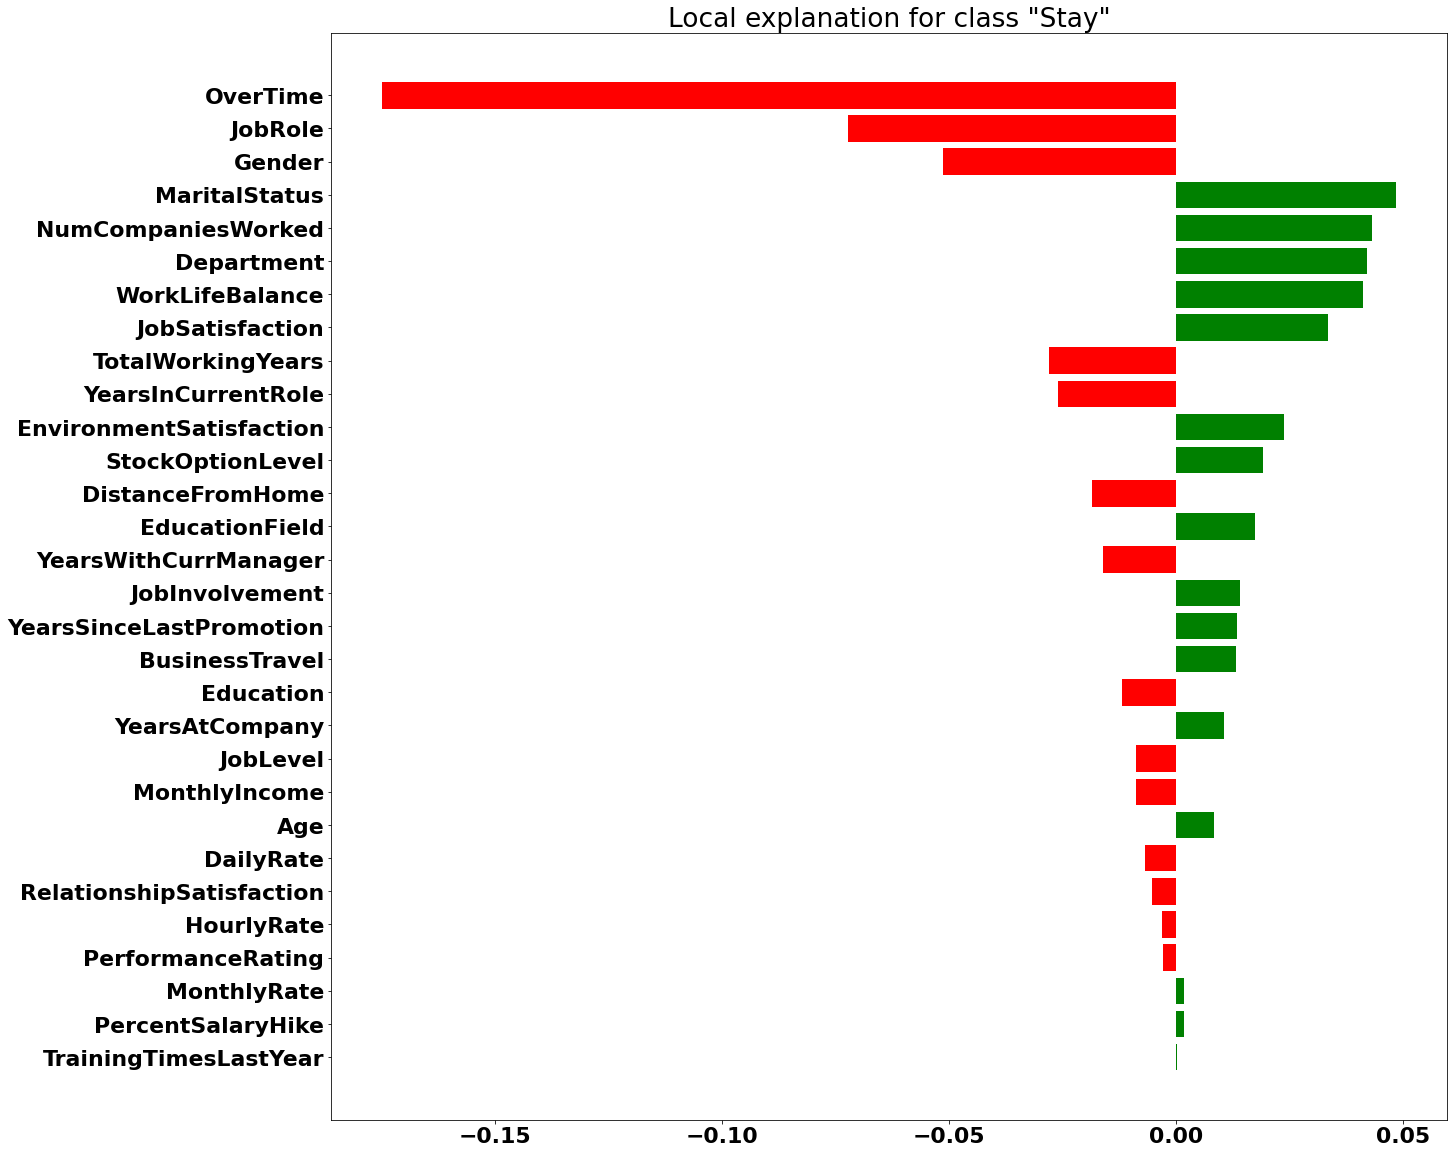 Local explanation for class "Stay"
OverTime
JobRole
Gender
MaritalStatus
NumCompaniesWorked
Department
WorkLifeBalance
JobSatisfaction
TotalWorkingYears
YearsInCurrentRole
EnvironmentSatisfaction
StockOptionLevel
DistanceFromHome
EducationField
YearsWithCurrManager
JobInvolvement
YearsSinceLastPromotion
BusinessTravel
Education
YearsAtCompany
JobLevel
MonthlyIncome
Age
DailyRate
RelationshipSatisfaction
HourlyRate
PerformanceRating
MonthlyRate
PercentSalaryHike
TrainingTimesLastYear
−0.15 −0.10 −0.05 0.00 0.05